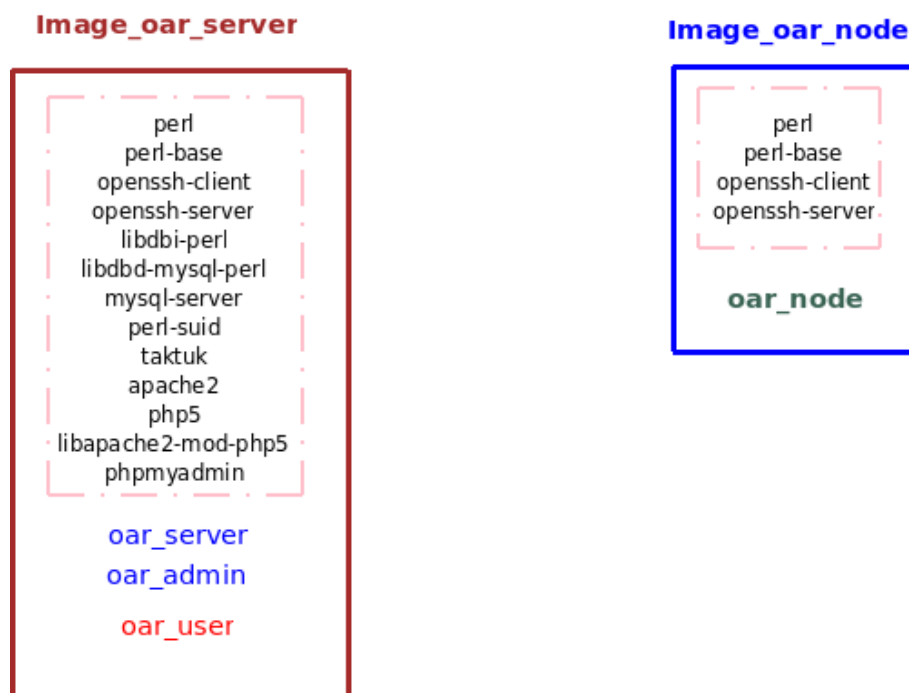 Image_oar_server
perl
perl-base
openssh-client
openssh-server
libdbi-perl
libdbd-mysql-perl
mysql-server
perl-suid
taktuk
apache2
php5
libapache2-mod-php5
phpmyadmin
oar_server
oar_admin
oar_user
Image_oar_node
perl
perl-base
openssh-client
openssh-server
oar_node